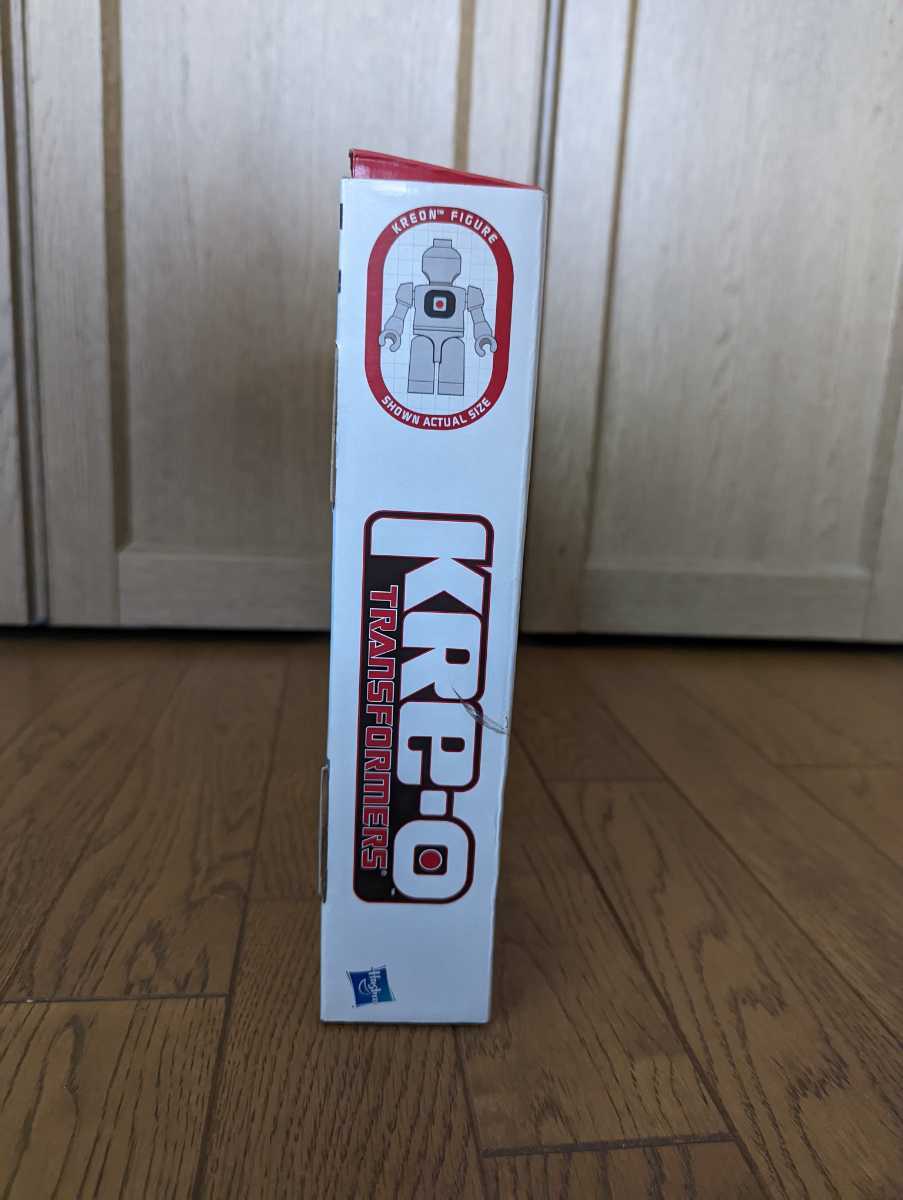 KREON™ FIGURE
SHOWN ACTUAL SIZE
KRe-O
TRANSFORMERS®
Hasbro